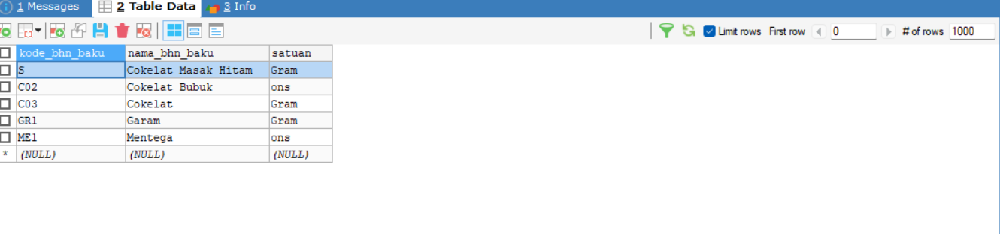 1 Messages 2 Table Data 3 Info
Limit rows First row 0 # of rows 1000
kode_bhn_baku nama_bhn_baku satuan
S Cokelat Masak Hitam Gram
C02 Cokelat Bubuk ons
C03 Cokelat Gram
GR1 Garam Gram
ME1 Mentega ons
* (NULL) (NULL) (NULL)